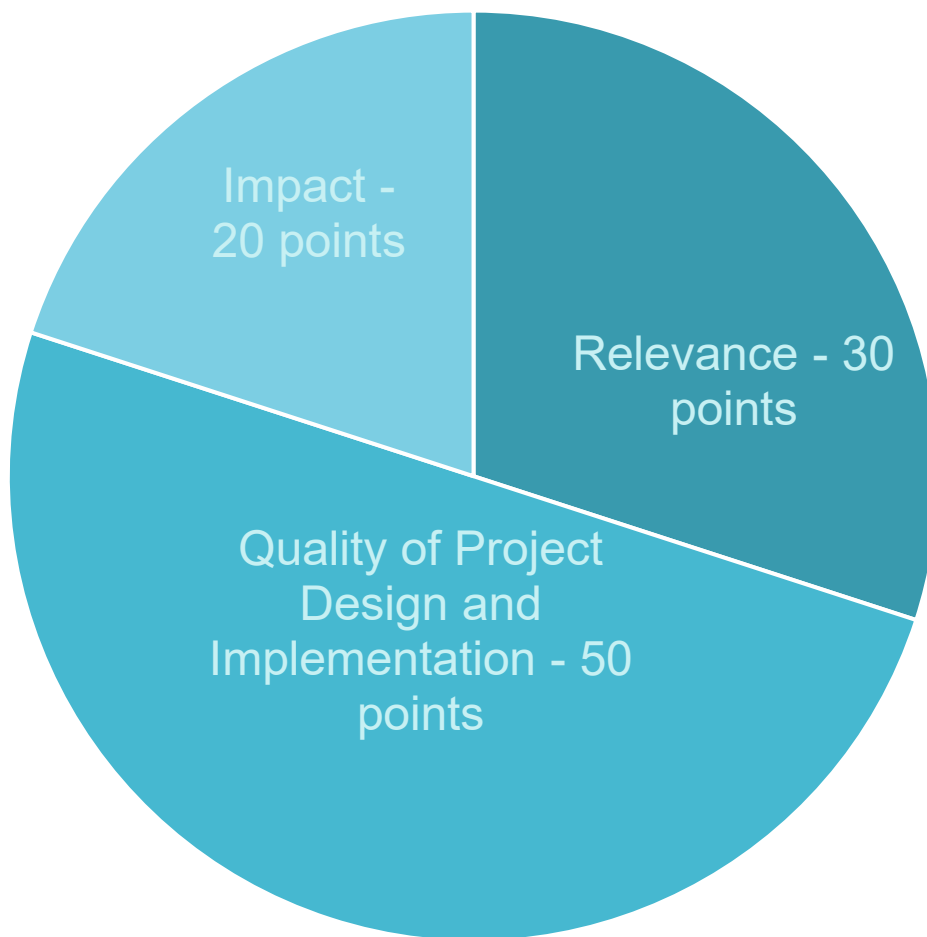 Impact -
20 points
Relevance - 30
points
Quality of Project
Design and
Implementation - 50
points